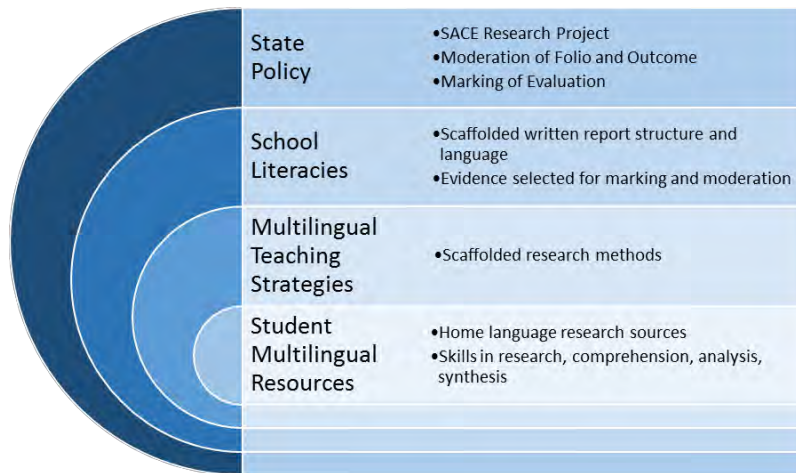 State
Policy
•SACE Research Project
•Moderation of Folio and Outcome
•Marking of Evaluation
School
Literacies
•Scaffolded written report structure and
language
•Evidence selected for marking and moderation
Multilingual
Teaching
Strategies
•Scaffolded research methods
Student
Multilingual
Resources
•Home language research sources
•Skills in research, comprehension, analysis,
synthesis